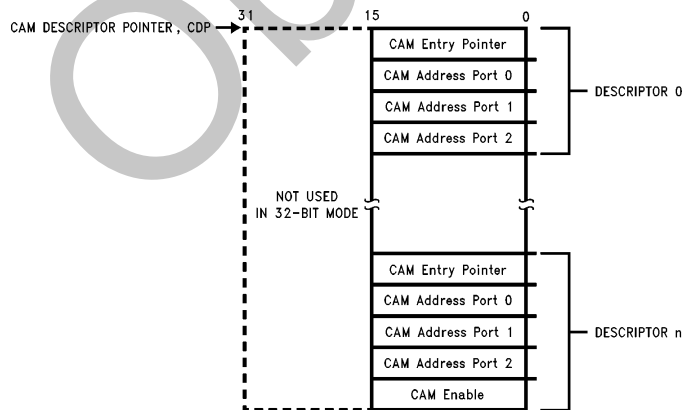 31 15 0
CAM DESCRIPTOR POINTER, CDP
CAM Entry Pointer
CAM Address Port 0
CAM Address Port 1
CAM Address Port 2
DESCRIPTOR 0
NOT USED
IN 32-BIT MODE
CAM Entry Pointer
CAM Address Port 0
CAM Address Port 1
CAM Address Port 2
CAM Enable
DESCRIPTOR n